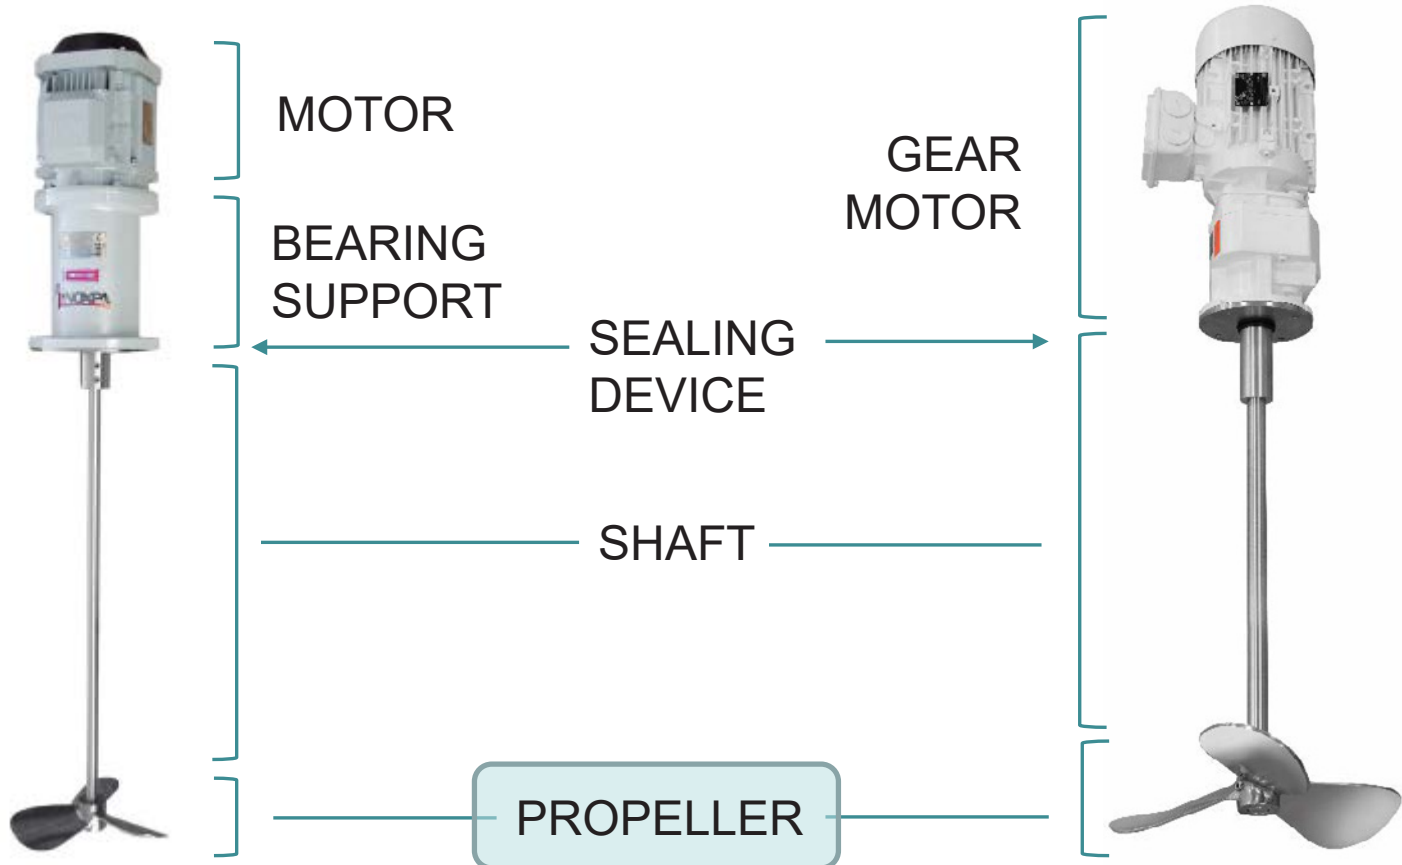 MOTOR
GEAR
MOTOR
BEARING
SUPPORT
SEALING
DEVICE
SHAFT
PROPELLER